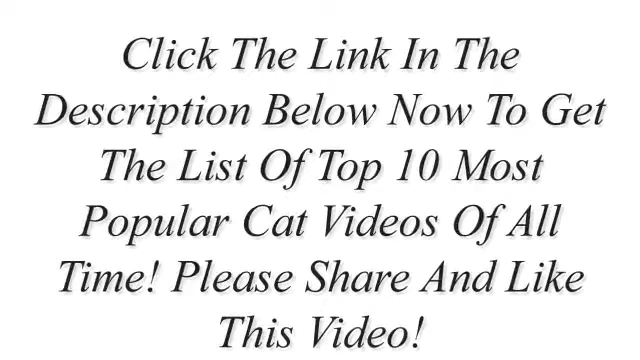 Click The Link In The
Description Below Now To Get
The List Of Top 10 Most
Popular Cat Videos Of All
Time! Please Share And Like
This Video!